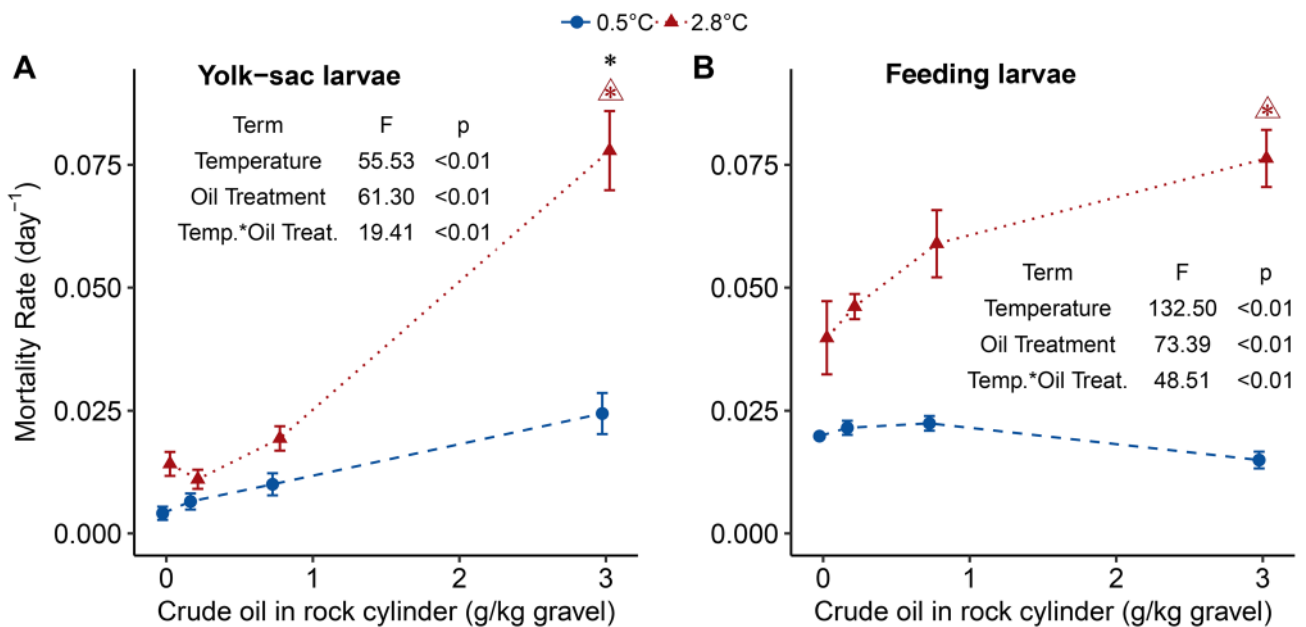 0.5°C 2.8°C
A
Yolk−sac larvae
*
*
Term F p
Temperature 55.53 <0.01
Oil Treatment 61.30 <0.01
Temp.*Oil Treat. 19.41 <0.01
Mortality Rate (day⁻¹)
0.075
0.050
0.025
0.000
0 1 2 3
Crude oil in rock cylinder (g/kg gravel)
B
Feeding larvae
*
Term F p
Temperature 132.50 <0.01
Oil Treatment 73.39 <0.01
Temp.*Oil Treat. 48.51 <0.01
0.075
0.050
0.025
0.000
0 1 2 3
Crude oil in rock cylinder (g/kg gravel)